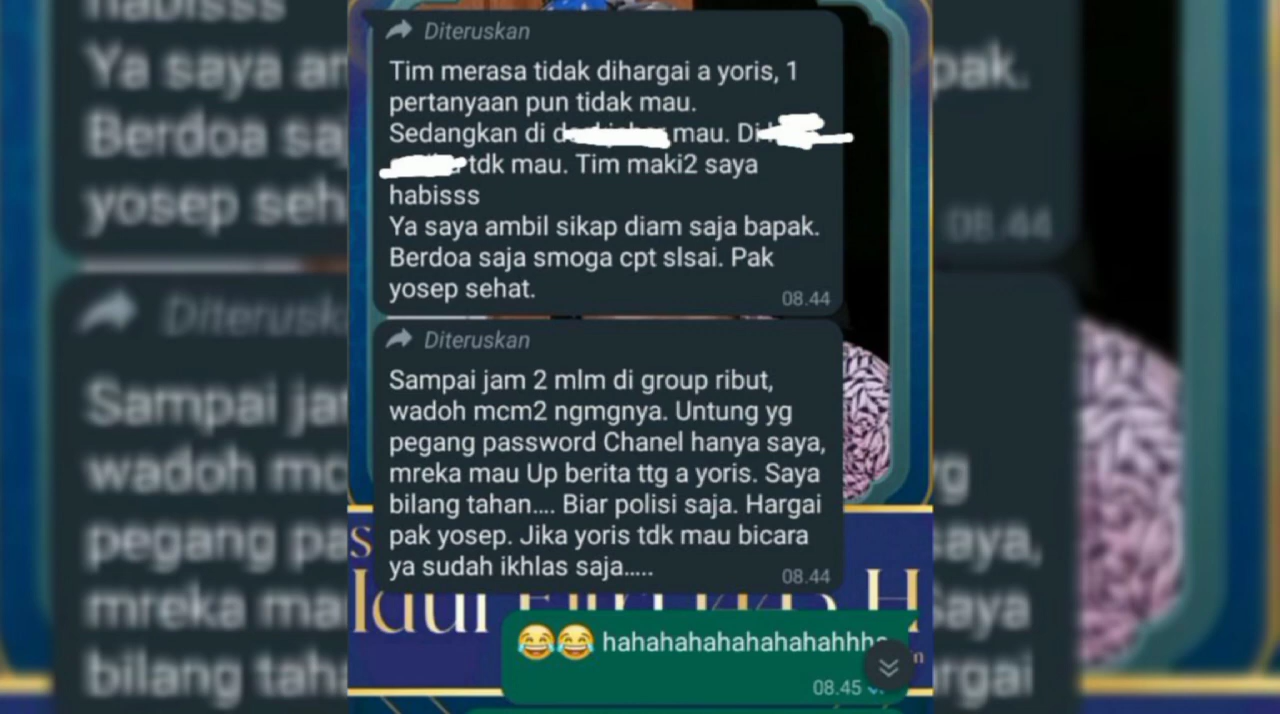 Diteruskan
Tim merasa tidak dihargai a yoris, 1
pertanyaan pun tidak mau.
Sedangkan di mau. Di
tdk mau. Tim maki2 saya
habisss
Ya saya ambil sikap diam saja bapak.
Berdoa saja smoga cpt slsai. Pak
yosep sehat.
08.44
Diteruskan
Sampai jam 2 mlm di group ribut,
wadoh mcm2 ngmgnya. Untung yg
pegang password Chanel hanya saya,
mreka mau Up berita ttg a yoris. Saya
bilang tahan.... Biar polisi saja. Hargai
pak yosep. Jika yoris tdk mau bicara
ya sudah ikhlas saja.....
08.44
😂😂 hahahahahahahahahhha
08.45